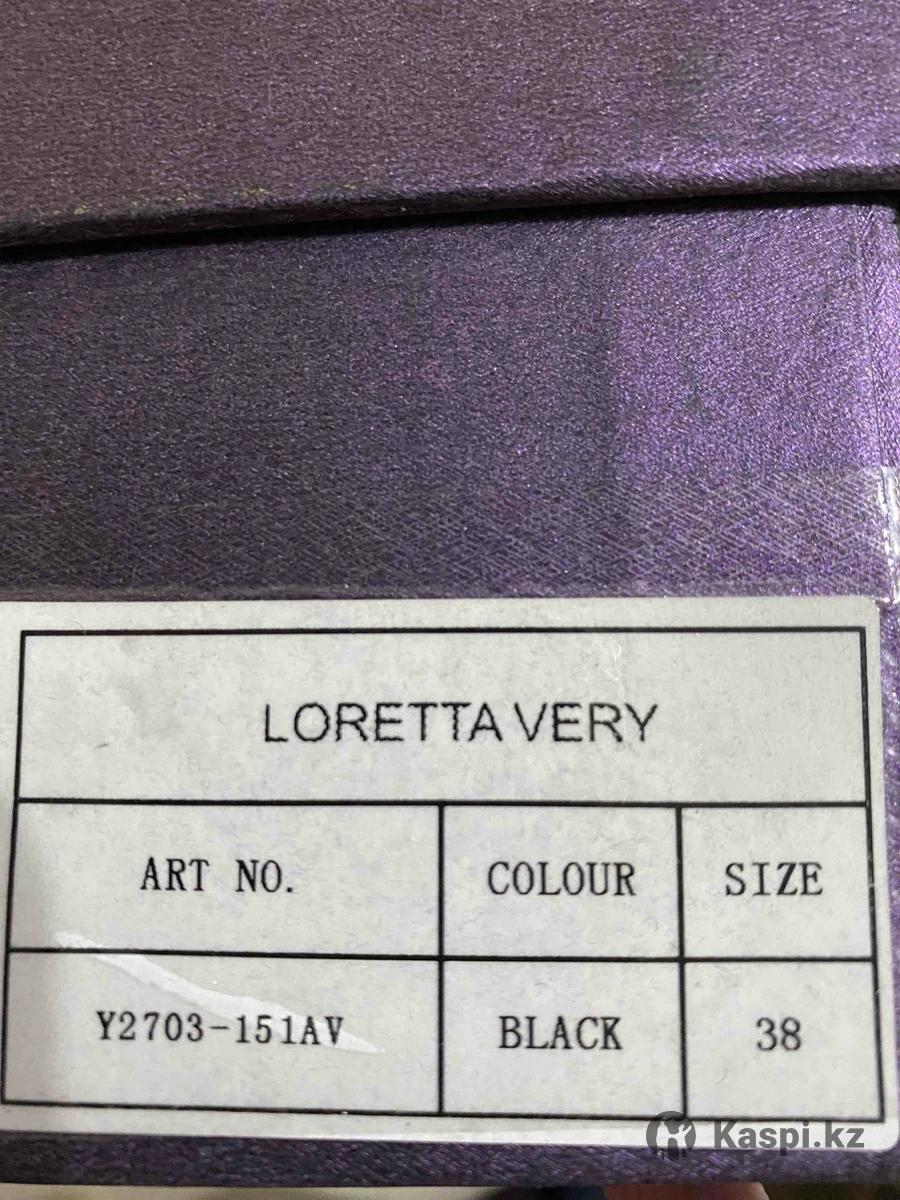 LORETTA VERY
ART NO. COLOUR SIZE
Y2703-151AV BLACK 38
Kaspi.kz